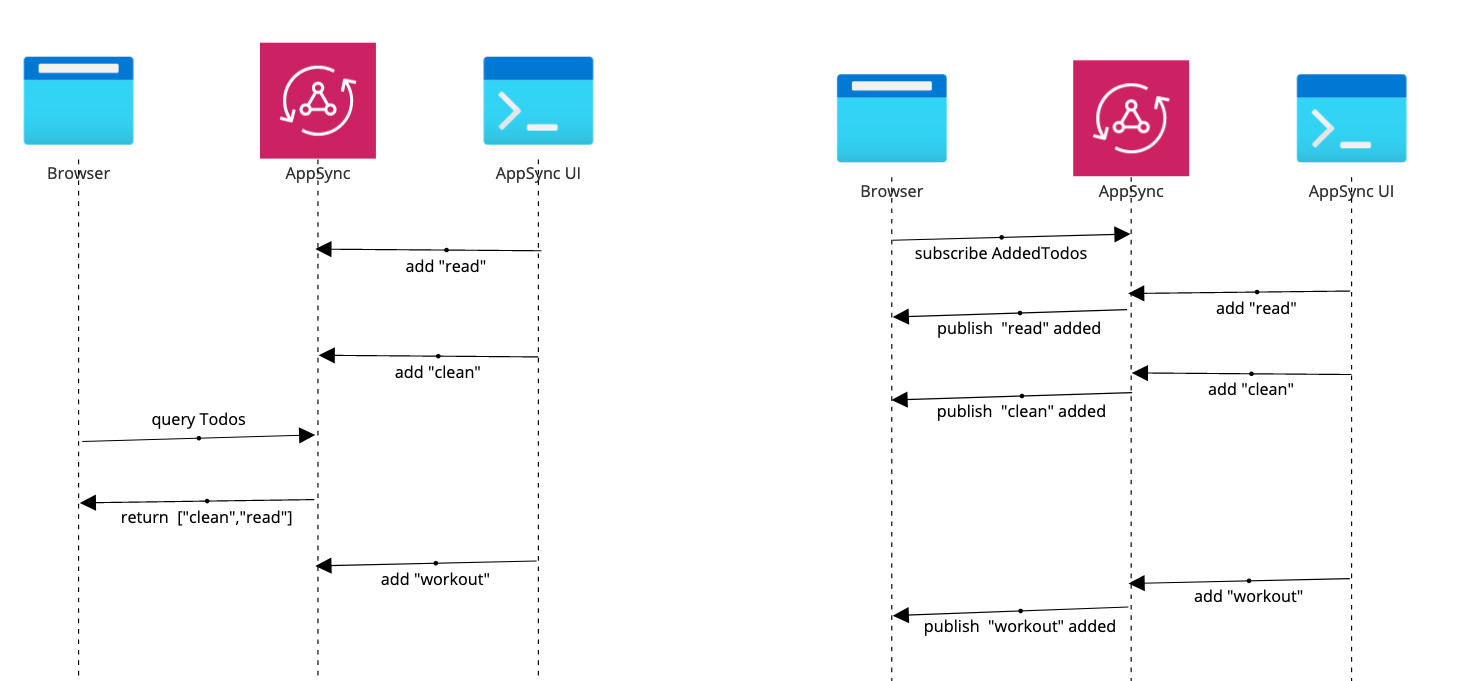 Browser
AppSync
AppSync UI
add "read"
add "clean"
query Todos
return  ["clean","read"]
add "workout"
Browser
AppSync
AppSync UI
subscribe AddedTodos
add "read"
publish  "read" added
add "clean"
publish  "clean" added
add "workout"
publish  "workout" added